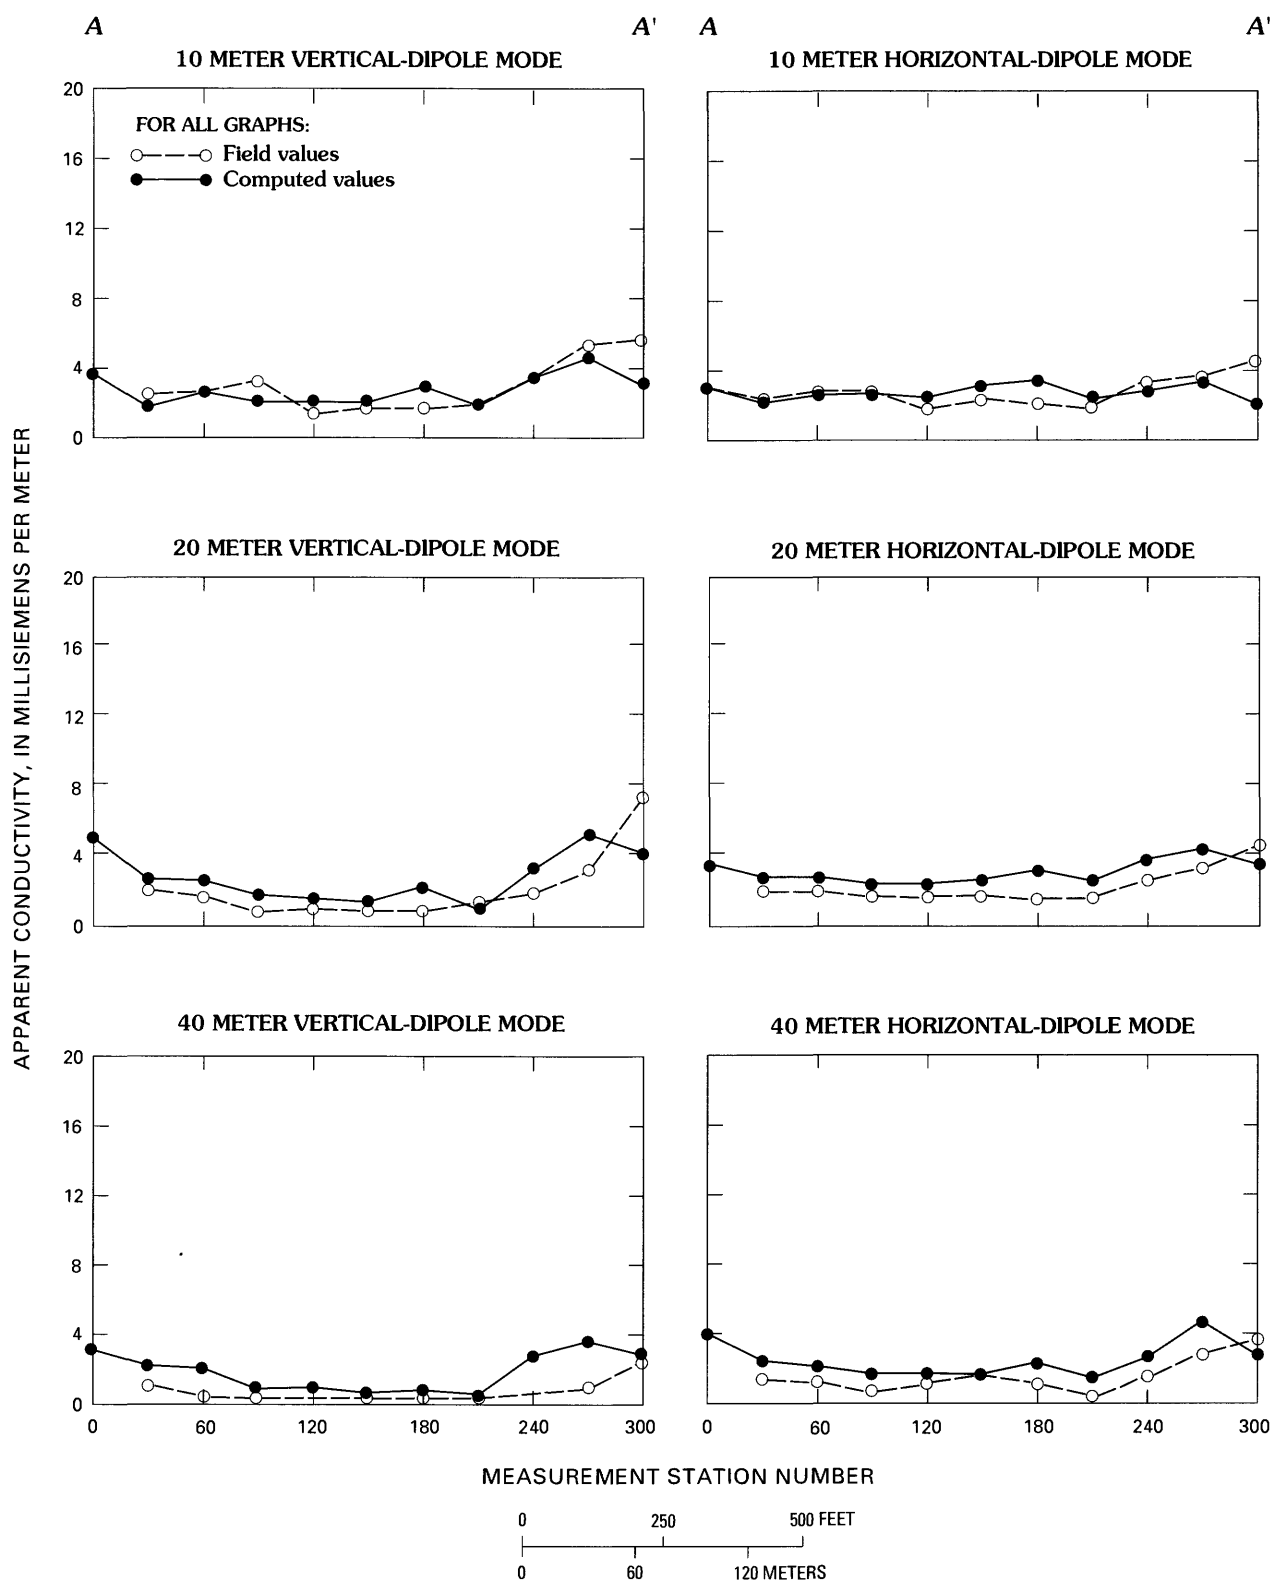 A A' A A'
10 METER VERTICAL-DIPOLE MODE
10 METER HORIZONTAL-DIPOLE MODE
20
16
12
8
4
0
FOR ALL GRAPHS:
Field values
Computed values
APPARENT CONDUCTIVITY, IN MILLISIEMENS PER METER
20 METER VERTICAL-DIPOLE MODE
20 METER HORIZONTAL-DIPOLE MODE
20
16
12
8
4
0
40 METER VERTICAL-DIPOLE MODE
40 METER HORIZONTAL-DIPOLE MODE
20
16
12
8
4
0
0 60 120 180 240 300
0 60 120 180 240 300
MEASUREMENT STATION NUMBER
0 250 500 FEET
0 60 120 METERS